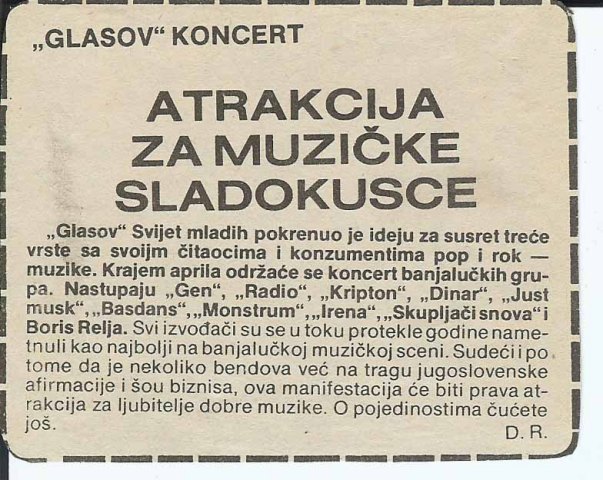 „GLASOV“ KONCERT
ATRAKCIJA
ZA MUZIČKE
SLADOKUSCE
„Glasov“ Svijet mladih pokrenuo je ideju za susret treće
vrste sa svoijm čitaocima i konzumentima pop i rok —
muzike. Krajem aprila održaće se koncert banjalučkih gru-
pa. Nastupaju „Gen“, „Radio“, „Kripton“, „Dinar“, „Just
musk“, „Basdans“, „Monstrum“, „Irena“, „Skupljači snova“ i
Boris Relja. Svi izvođači su se u toku protekle godine name-
tnuli kao najbolji na banjalučkoj muzičkoj sceni. Sudeći i po
tome da je nekoliko bendova već na tragu jugoslovenske
afirmacije i šou biznisa, ova manifestacija će biti prava at-
rakcija za ljubitelje dobre muzike. O pojedinostima čućete
još.
D. R.